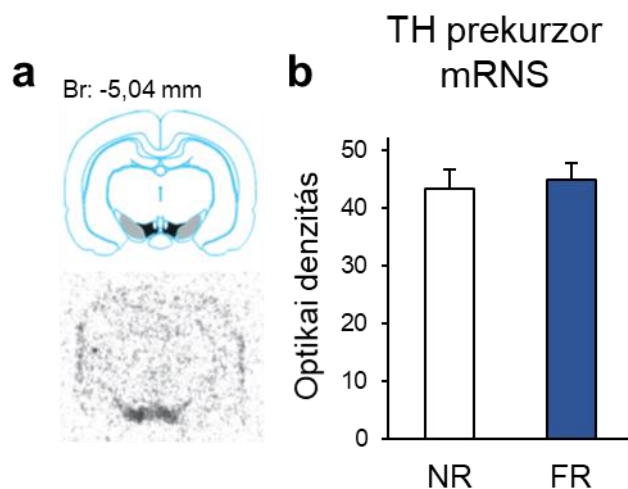 a
Br: -5,04 mm
b
TH prekurzor
mRNS
Optikai denzitás
50
40
30
20
10
0
NR
FR